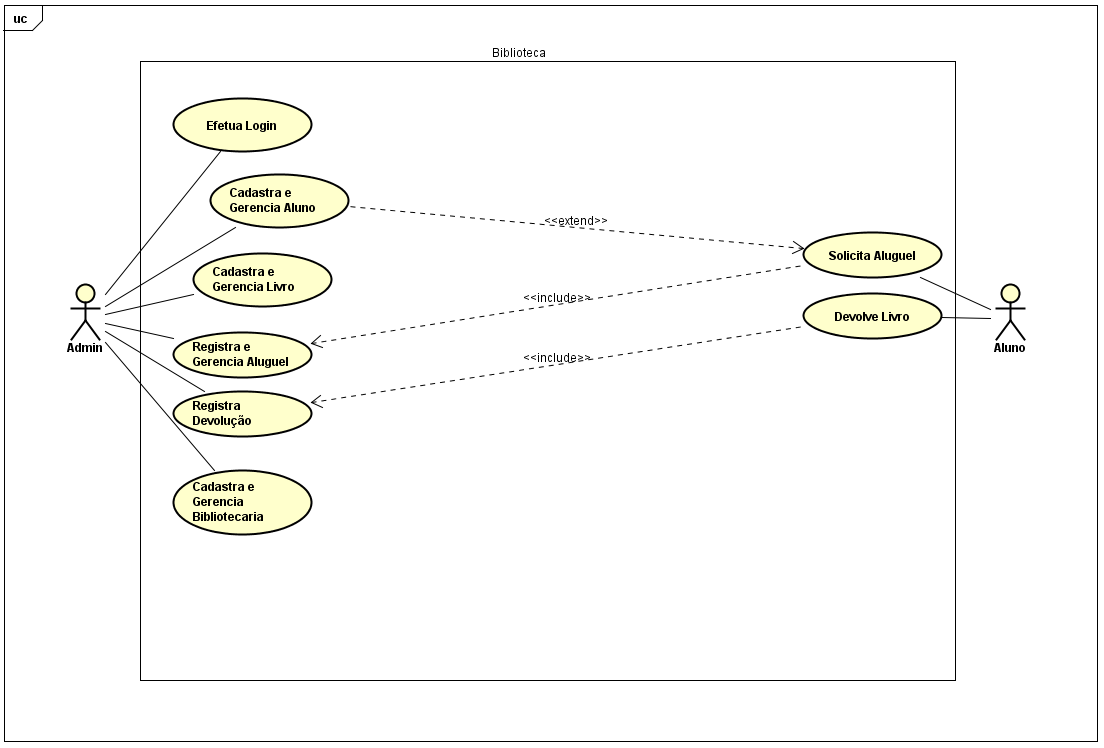 uc
Biblioteca
Efetua Login
Cadastra e
Gerencia Aluno
<<extend>>
Solicita Aluguel
Cadastra e
Gerencia Livro
<<include>>
Devolve Livro
Admin
Aluno
Registra e
Gerencia Aluguel
<<include>>
Registra
Devolução
Cadastra e
Gerencia
Bibliotecaria